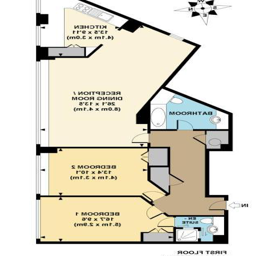 KITCHEN
13'5 x 9'11
(4.1m x 3.0m)
RECEPTION /
DINING ROOM
26'1 x 13'5
(8.0m x 4.1m)
BATHROOM
BEDROOM 2
13'4 x 10'1
(4.1m x 3.1m)
BEDROOM 1
16'7 x 9'6
(5.1m x 2.9m)
EN -
SUITE
IN
FIRST FLOOR